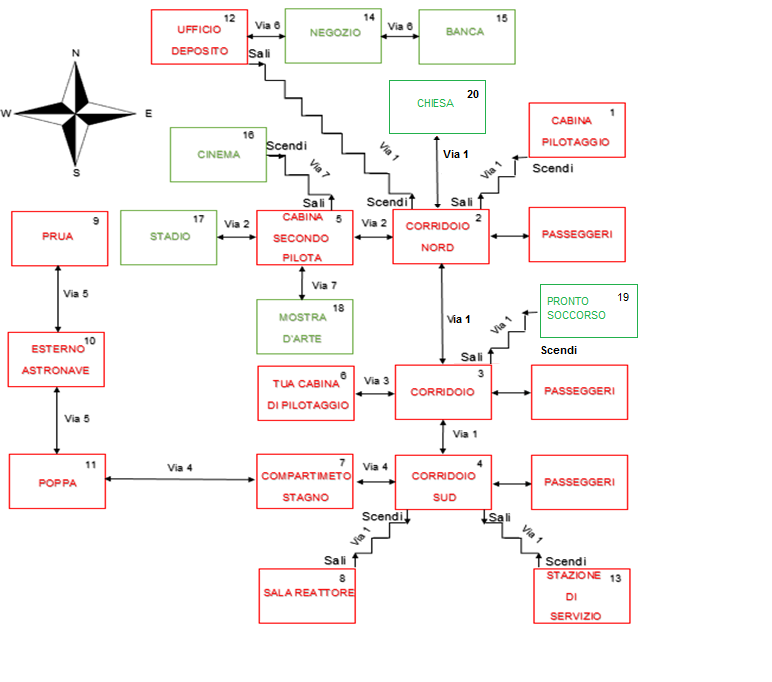 12
UFFICIO
DEPOSITO
Via 6
14
NEGOZIO
Via 6
15
BANCA
Sali
N
W
E
S
20
CHIESA
1
CABINA
PILOTAGGIO
Via 1
Via 1
Via 1
Scendi
16
CINEMA
Scendi
Via 7
Sali
Scendi
Sali
9
PRUA
17
STADIO
Via 2
5
CABINA
SECONDO
PILOTA
Via 2
2
CORRIDOIO
NORD
PASSEGGERI
Via 5
Via 7
18
MOSTRA
D'ARTE
Via 1
19
PRONTO
SOCCORSO
Via 1
Scendi
Sali
10
ESTERNO
ASTRONAVE
6
TUA CABINA
DI PILOTAGGIO
Via 3
3
CORRIDOIO
PASSEGGERI
Via 5
Via 1
11
POPPA
Via 4
7
COMPARTIMETO
STAGNO
Via 4
4
CORRIDOIO
SUD
PASSEGGERI
Scendi
Sali
Via 1
Via 1
Sali
Scendi
8
SALA REATTORE
13
STAZIONE
DI
SERVIZIO